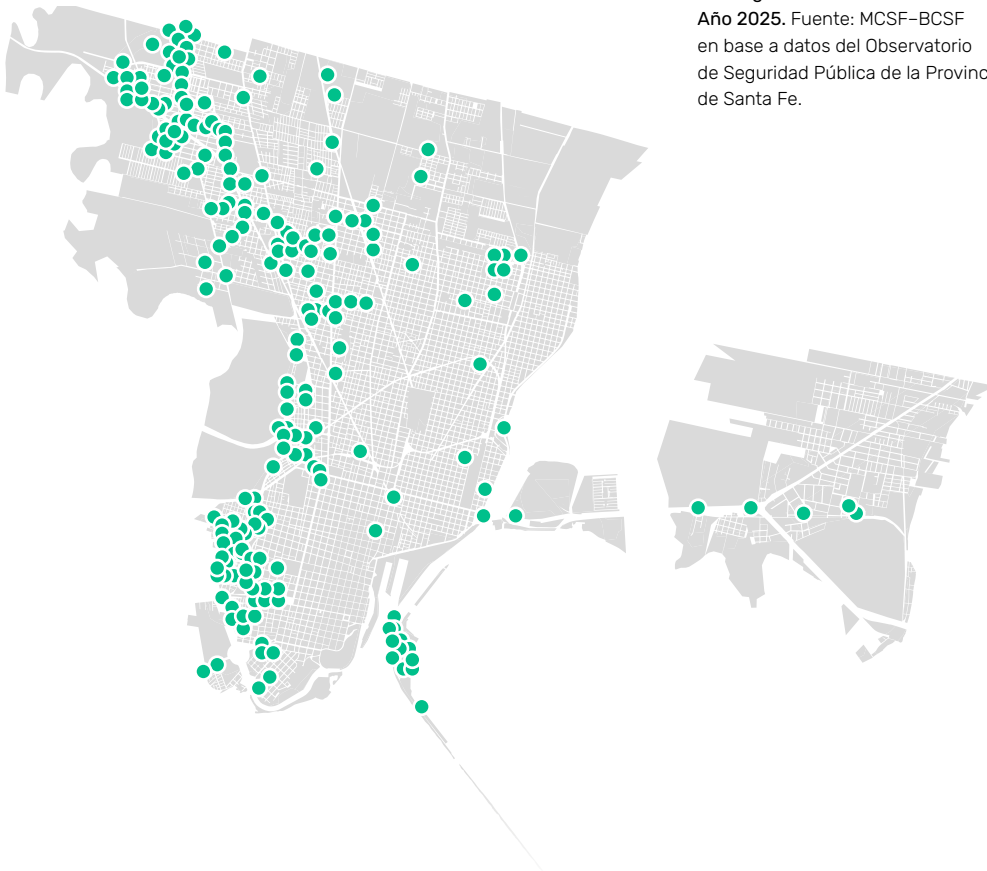 Año 2025. Fuente: MCSF–BCSF
en base a datos del Observatorio
de Seguridad Pública de la Provinc
de Santa Fe.